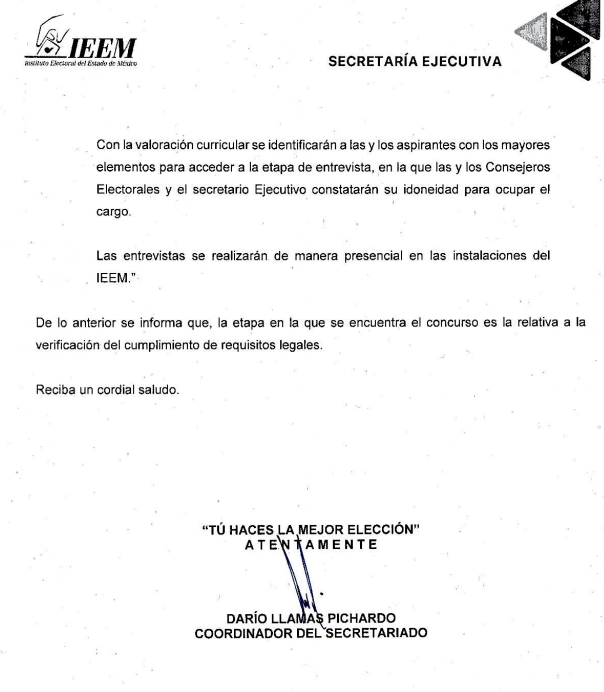 IEEM
Instituto Electoral del Estado de México
SECRETARÍA EJECUTIVA
Con la valoración curricular se identificarán a las y los aspirantes con los mayores
elementos para acceder a la etapa de entrevista, en la que las y los Consejeros
Electorales y el secretario Ejecutivo constatarán su idoneidad para ocupar el
cargo.
Las entrevistas se realizarán de manera presencial en las instalaciones del
IEEM."
De lo anterior se informa que, la etapa en la que se encuentra el concurso es la relativa a la
verificación del cumplimiento de requisitos legales.
Reciba un cordial saludo.
"TÚ HACES LA MEJOR ELECCIÓN"
ATENTAMENTE
DARÍO LLAMAS PICHARDO
COORDINADOR DEL SECRETARIADO